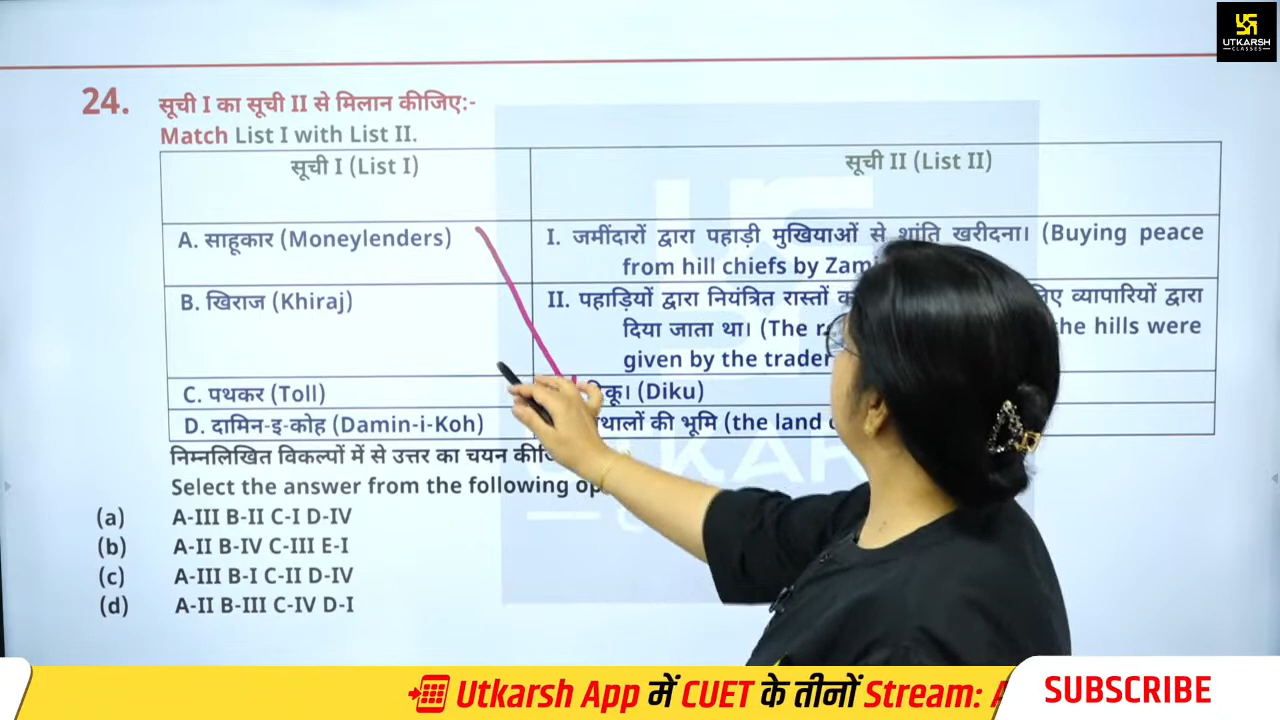 UTKARSH
CLASSES
24. सूची I का सूची II से मिलान कीजिए:-
Match List I with List II.
सूची I (List I) सूची II (List II)
A. साहूकार (Moneylenders) I. जमींदारों द्वारा पहाड़ी मुखियाओं से शांति खरीदना। (Buying peace
from hill chiefs by
B. खिराज (Khiraj) II. पहाड़ियों द्वारा नियंत्रित रास्तों व्यापारियों द्वारा
दिया जाता था। (The the hills were
given by the
C. पथकर (Toll) (Diku)
D. दामिन-इ-कोह (Damin-i-Koh) की भूमि (the land
निम्नलिखित विकल्पों में से उत्तर का चयन
Select the answer from the following
(a) A-III B-II C-I D-IV
(b) A-II B-IV C-III E-I
(c) A-III B-I C-II D-IV
(d) A-II B-III C-IV D-I
Utkarsh App में CUET के तीनों Stream:
SUBSCRIBE